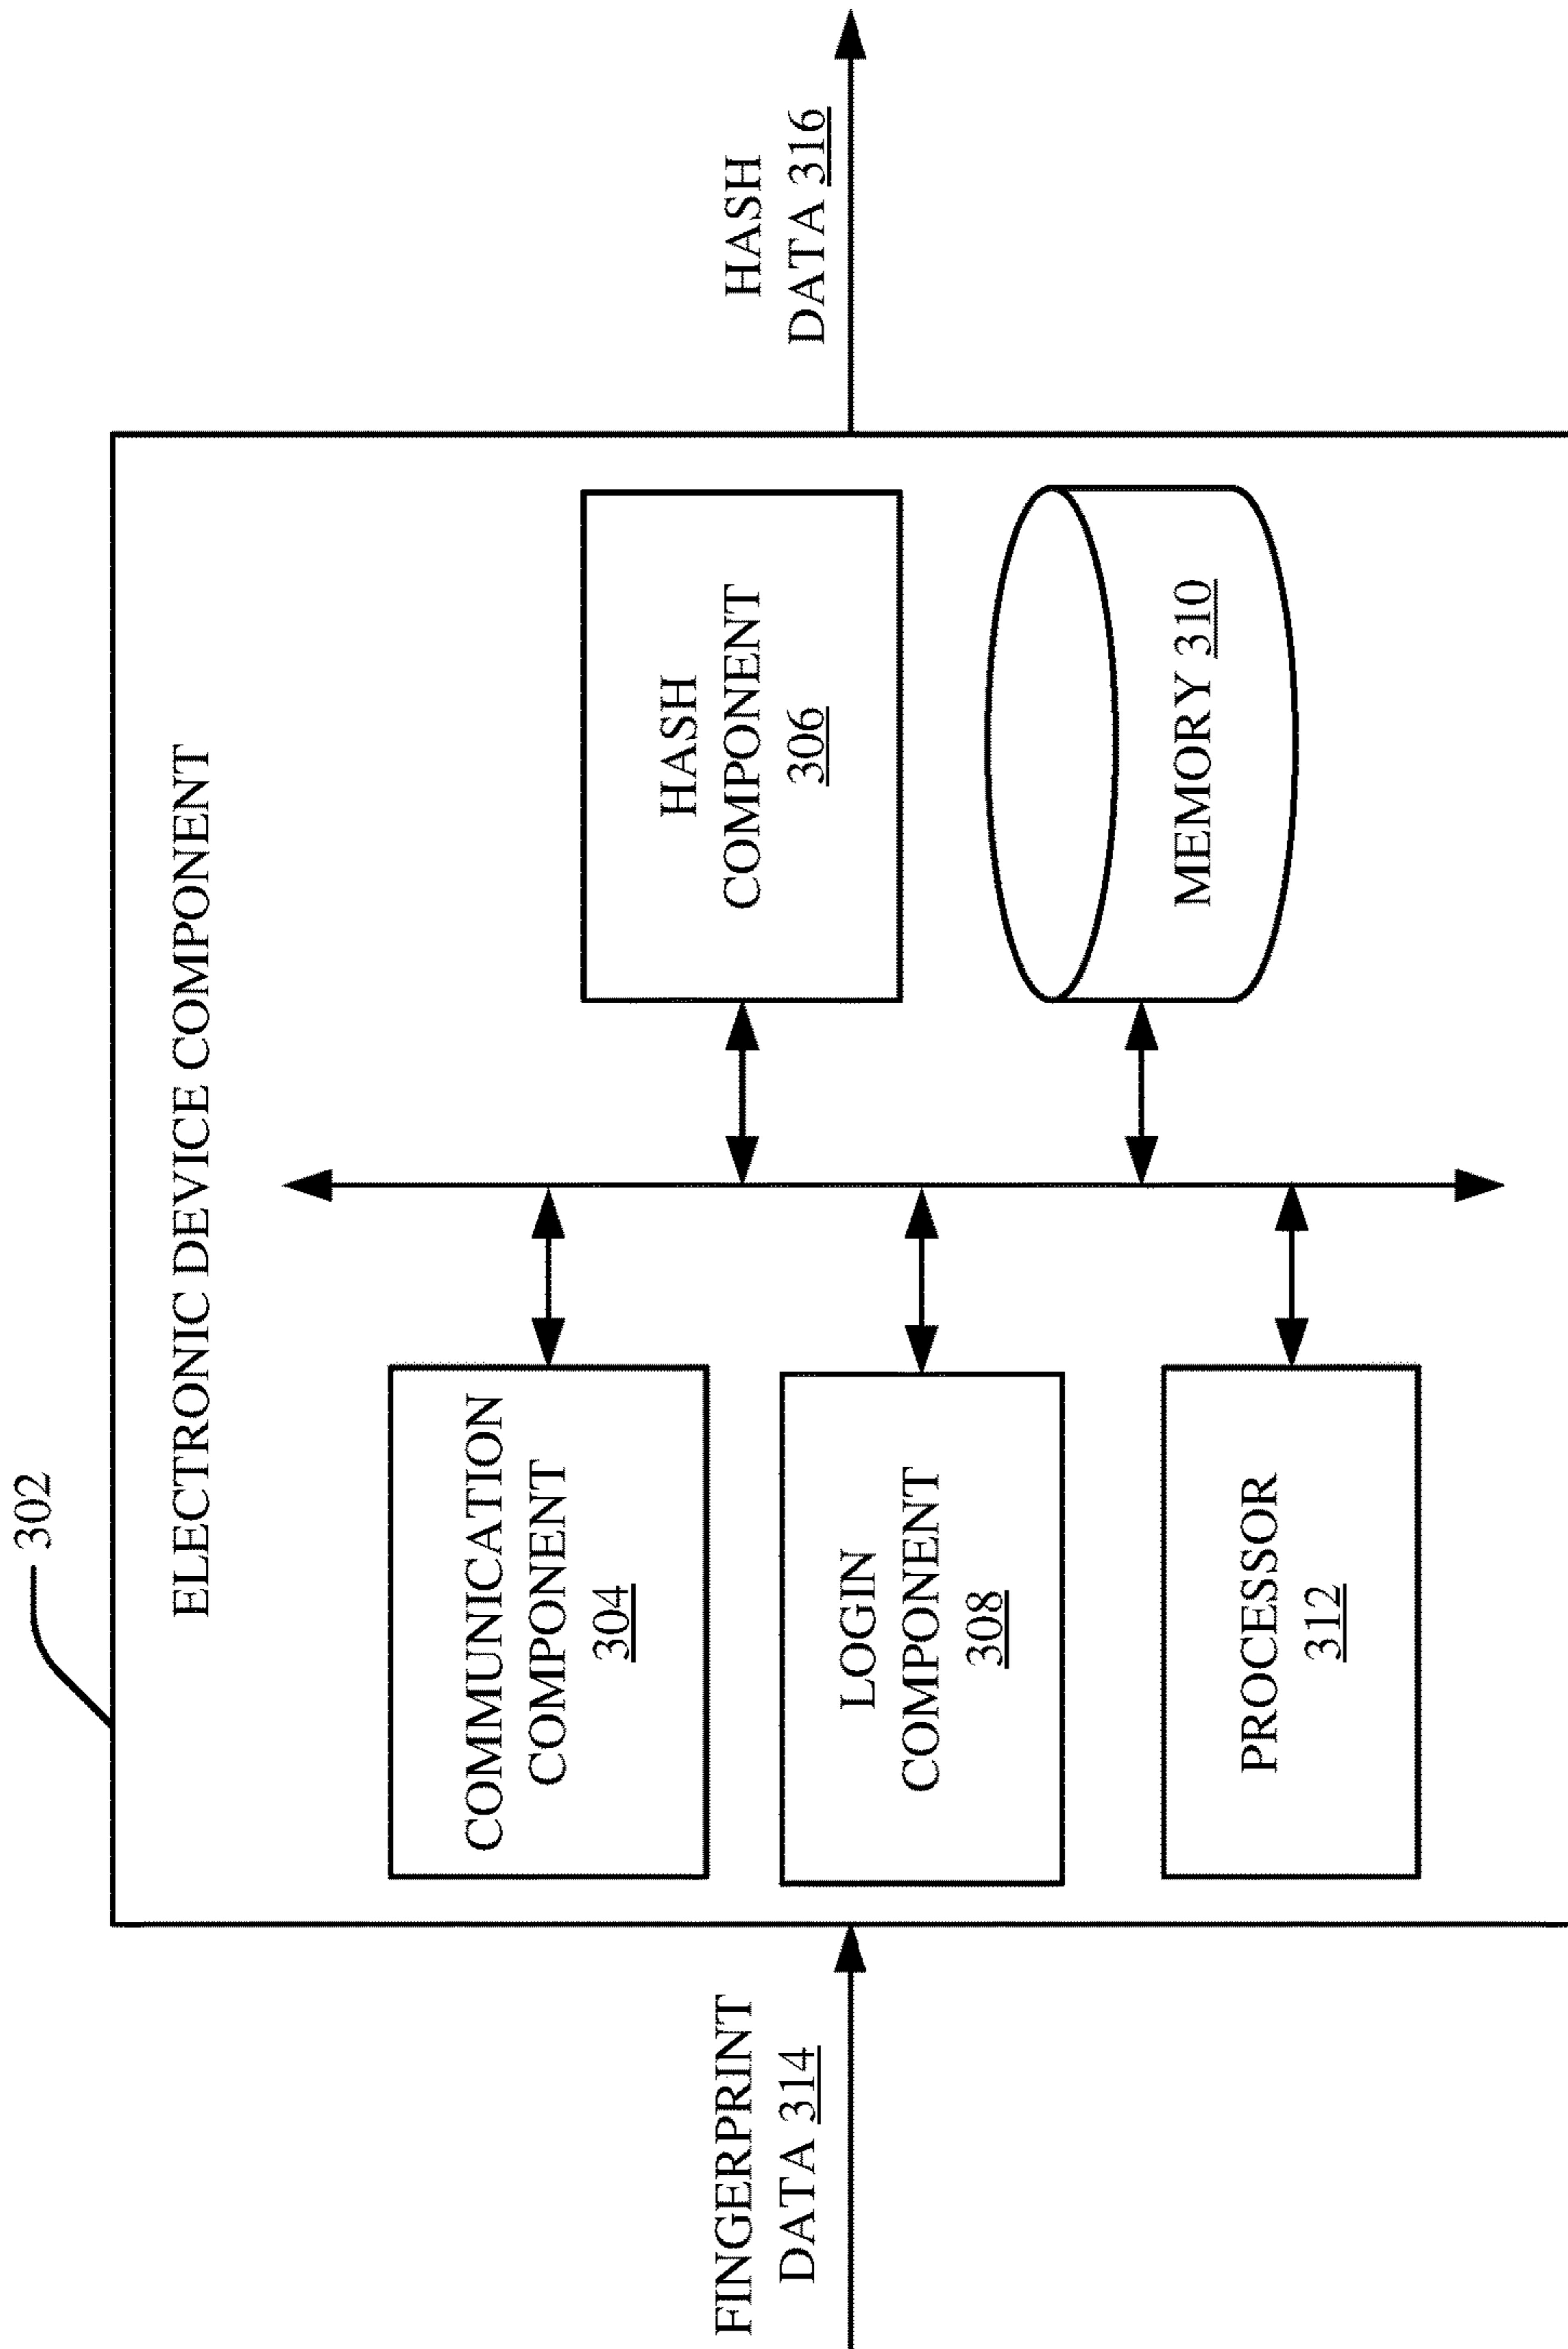 302
ELECTRONIC DEVICE COMPONENT
COMMUNICATION
COMPONENT
304
HASH
COMPONENT
306
LOGIN
COMPONENT
308
MEMORY 310
PROCESSOR
312
FINGERPRINT
DATA 314
HASH
DATA 316